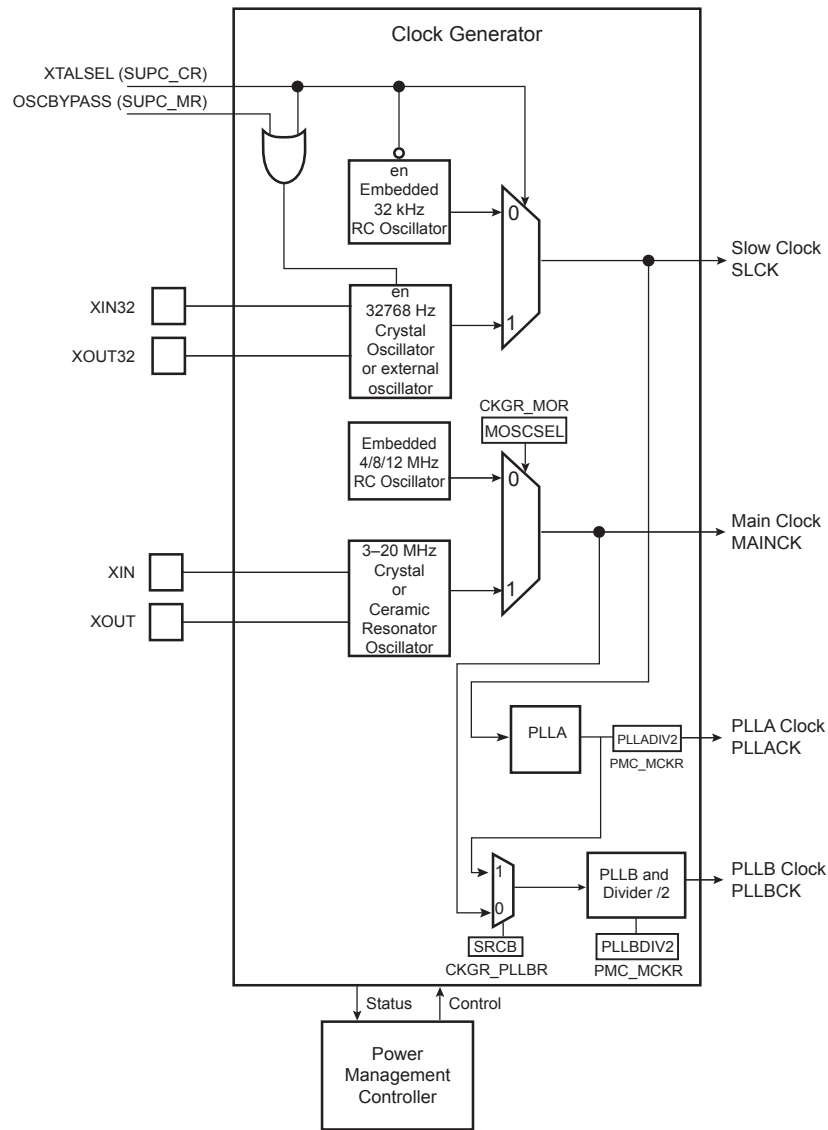 Clock Generator
XTALSEL (SUPC_CR)
OSCBYPASS (SUPC_MR)
en
Embedded
32 kHz
RC Oscillator
0
Slow Clock
SLCK
XIN32
XOUT32
en
32768 Hz
Crystal
Oscillator
or external
oscillator
1
CKGR_MOR
MOSCSEL
Embedded
4/8/12 MHz
RC Oscillator
0
Main Clock
MAINCK
XIN
XOUT
3–20 MHz
Crystal
or
Ceramic
Resonator
Oscillator
1
PLLA
PLLADIV2
PMC_MCKR
PLLA Clock
PLLACK
1
0
SRCB
CKGR_PLLBR
PLLB and
Divider /2
PLLBDIV2
PMC_MCKR
PLLB Clock
PLLBCK
Status
Control
Power
Management
Controller